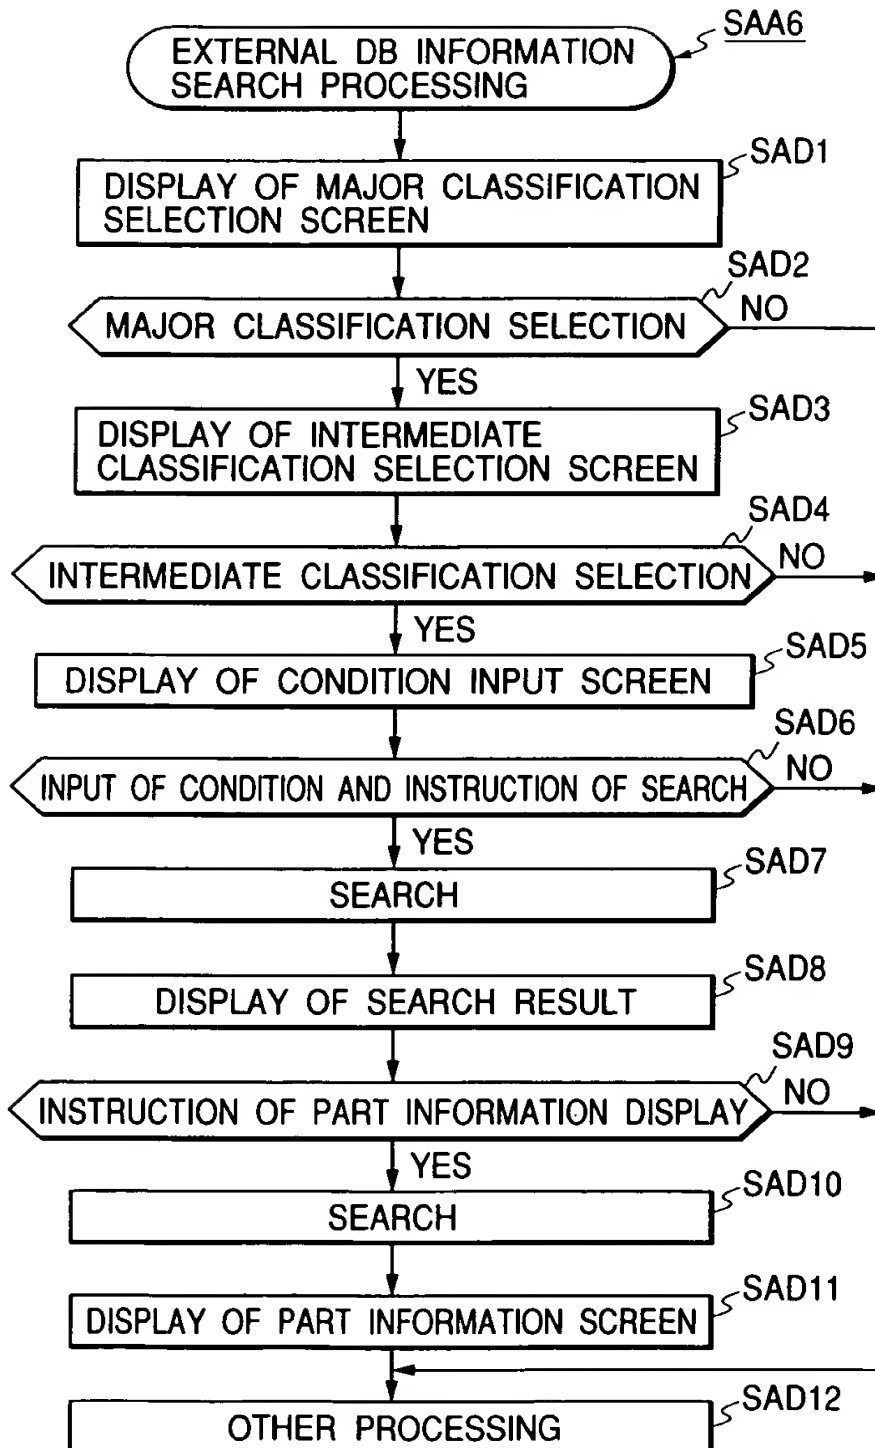 SAA6
EXTERNAL DB INFORMATION
SEARCH PROCESSING
SAD1
DISPLAY OF MAJOR CLASSIFICATION
SELECTION SCREEN
SAD2
MAJOR CLASSIFICATION SELECTION
NO
YES
SAD3
DISPLAY OF INTERMEDIATE
CLASSIFICATION SELECTION SCREEN
SAD4
INTERMEDIATE CLASSIFICATION SELECTION
NO
YES
SAD5
DISPLAY OF CONDITION INPUT SCREEN
SAD6
INPUT OF CONDITION AND INSTRUCTION OF SEARCH
NO
YES
SAD7
SEARCH
SAD8
DISPLAY OF SEARCH RESULT
SAD9
INSTRUCTION OF PART INFORMATION DISPLAY
NO
YES
SAD10
SEARCH
SAD11
DISPLAY OF PART INFORMATION SCREEN
SAD12
OTHER PROCESSING